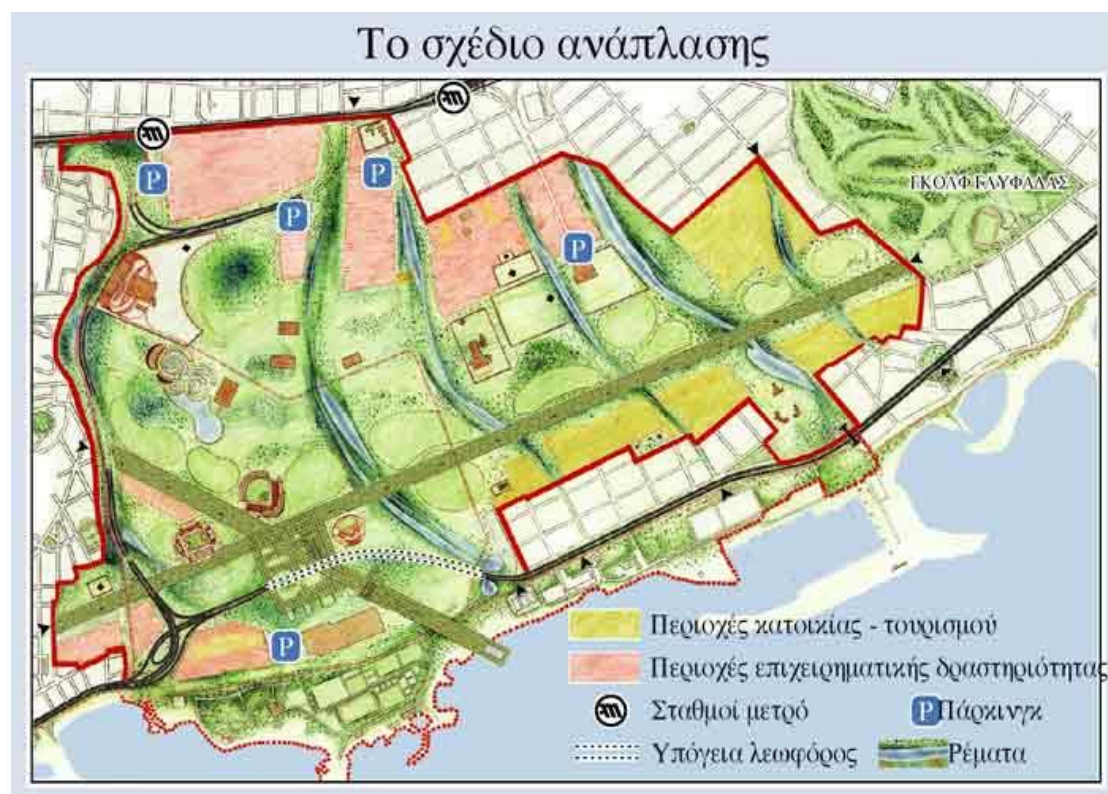 Το σχέδιο ανάπλασης
ΓΚΟΛΦ ΓΛΥΦΑΔΑΣ
P
P
P
P
P
Περιοχές κατοικίας - τουρισμού
Περιοχές επιχειρηματικής δραστηριότητας
Σταθμοί μετρό
P Πάρκινγκ
Υπόγεια λεωφόρος
Ρέματα